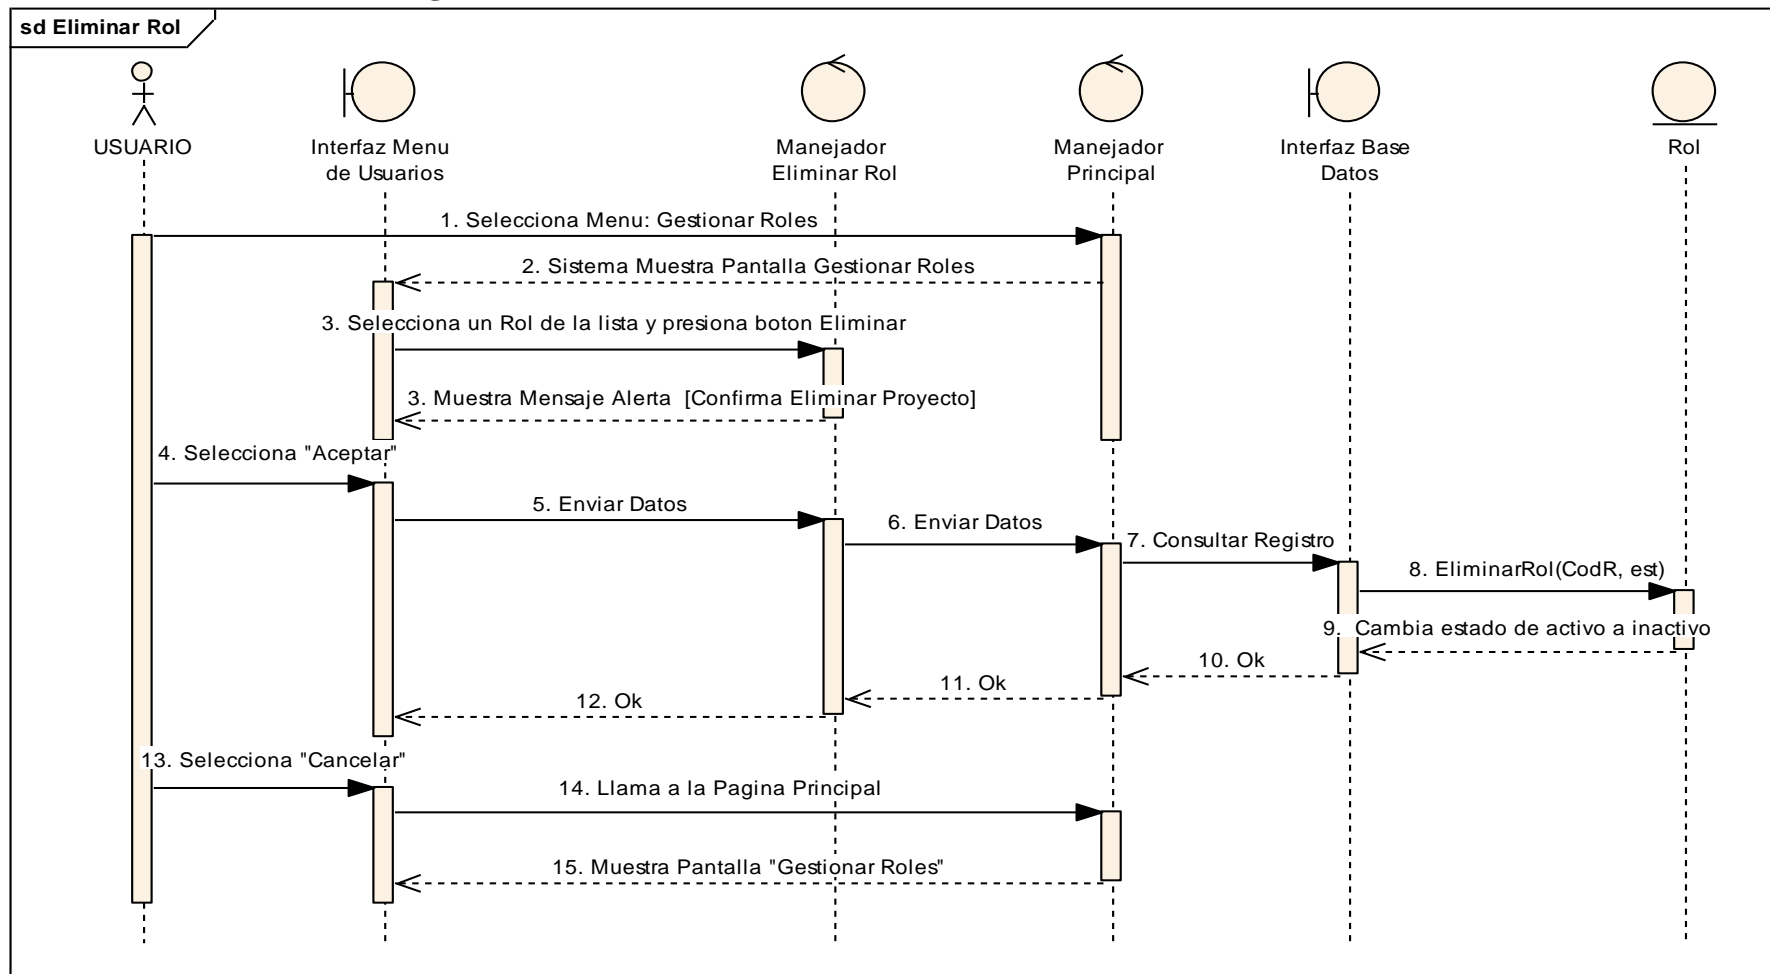 sd Eliminar Rol
USUARIO
Interfaz Menu
de Usuarios
Manejador
Eliminar Rol
Manejador
Principal
Interfaz Base
Datos
Rol
1. Selecciona Menu: Gestionar Roles
2. Sistema Muestra Pantalla Gestionar Roles
3. Selecciona un Rol de la lista y presiona boton Eliminar
3. Muestra Mensaje Alerta  [Confirma Eliminar Proyecto]
4. Selecciona "Aceptar"
5. Enviar Datos
6. Enviar Datos
7. Consultar Registro
8. EliminarRol(CodR, est)
9.  Cambia estado de activo a inactivo
10. Ok
11. Ok
12. Ok
13. Selecciona "Cancelar"
14. Llama a la Pagina Principal
15. Muestra Pantalla "Gestionar Roles"